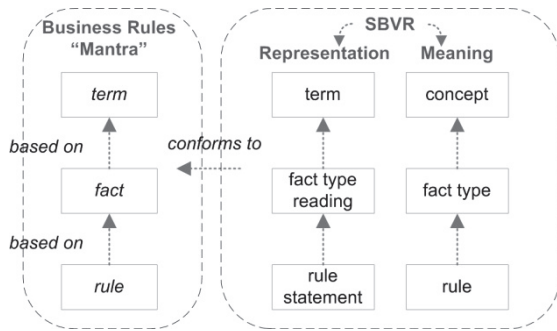 Business Rules
“Mantra”
term
based on
fact
based on
rule
conforms to
SBVR
Representation
Meaning
term
concept
fact type
reading
fact type
rule
statement
rule